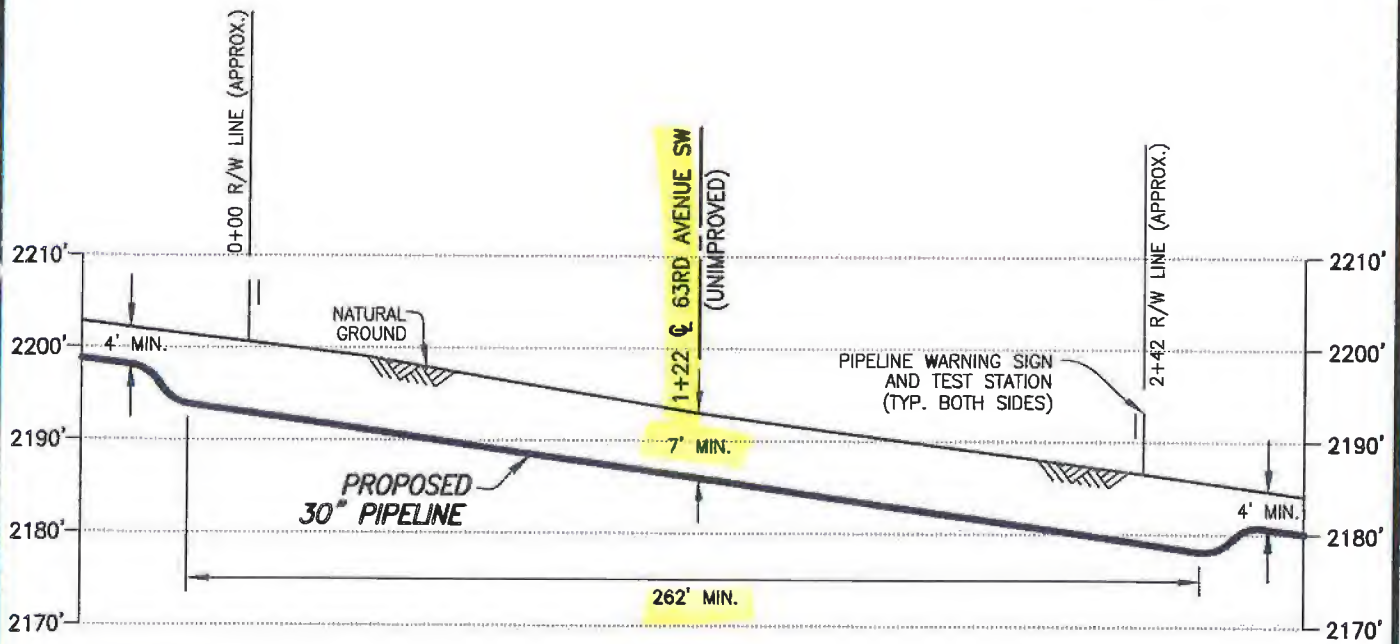 0+00 R/W LINE (APPROX.)
1+22 ℄ 63RD AVENUE SW
(UNIMPROVED)
2+42 R/W LINE (APPROX.)
2210'
2210'
NATURAL
GROUND
2200'
4' MIN.
2200'
PIPELINE WARNING SIGN
AND TEST STATION
(TYP. BOTH SIDES)
2190'
7' MIN.
2190'
PROPOSED
30" PIPELINE
4' MIN.
2180'
2180'
262' MIN.
2170'
2170'